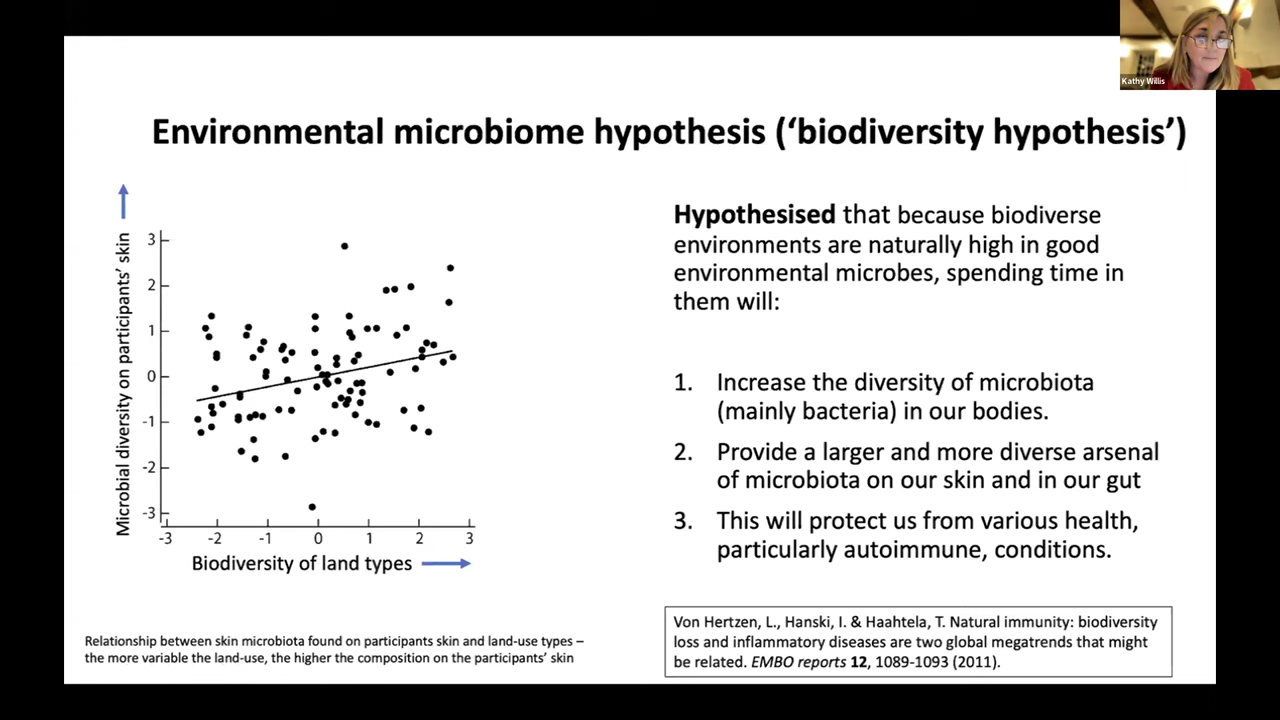 Kathy Willis
Environmental microbiome hypothesis (‘biodiversity hypothesis’)
Microbial diversity on participants’ skin
3
2
1
0
-1
-2
-3
-3
-2
-1
0
1
2
3
Biodiversity of land types
Relationship between skin microbiota found on participants skin and land-use types –
the more variable the land-use, the higher the composition on the participants’ skin
Hypothesised that because biodiverse
environments are naturally high in good
environmental microbes, spending time in
them will:
1. Increase the diversity of microbiota
(mainly bacteria) in our bodies.
2. Provide a larger and more diverse arsenal
of microbiota on our skin and in our gut
3. This will protect us from various health,
particularly autoimmune, conditions.
Von Hertzen, L., Hanski, I. & Haahtela, T. Natural immunity: biodiversity
loss and inflammatory diseases are two global megatrends that might
be related. EMBO reports 12, 1089-1093 (2011).